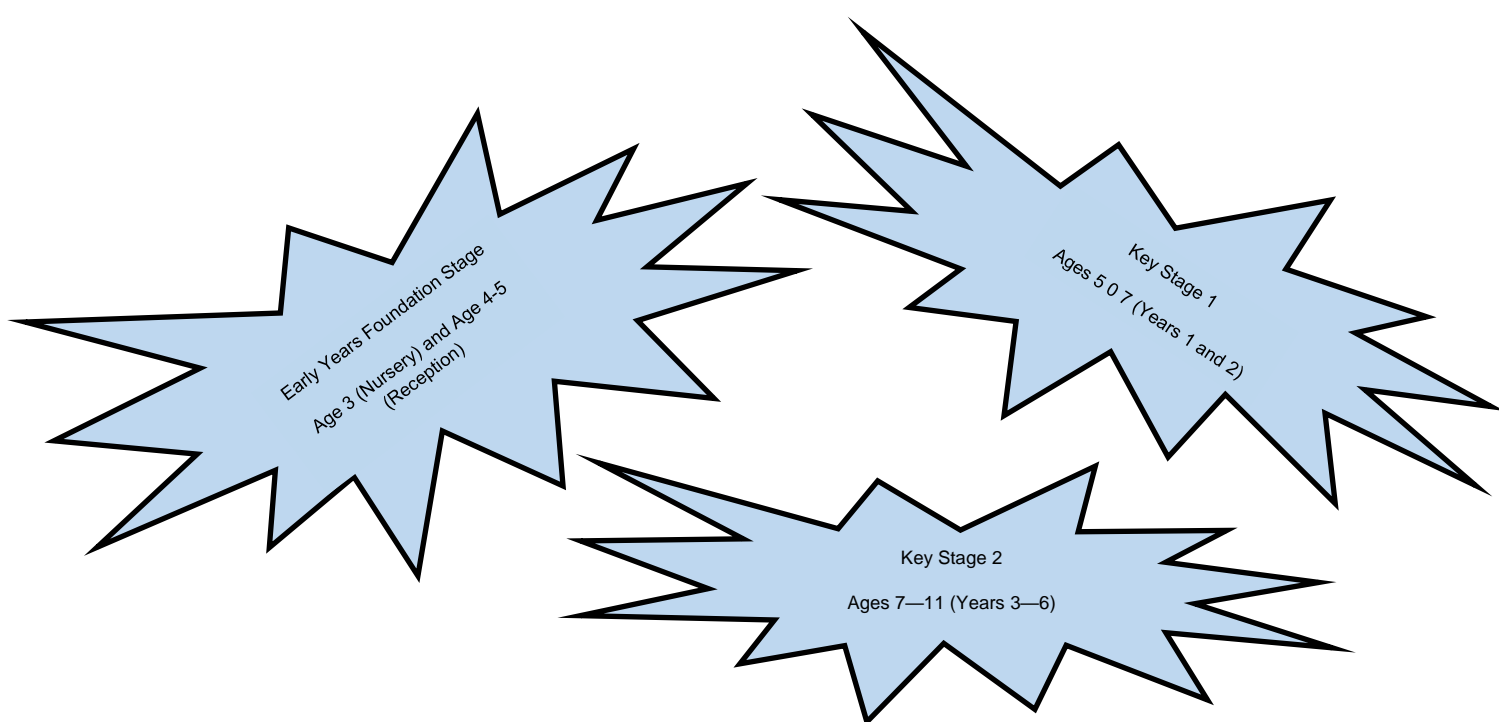 Early Years Foundation Stage
Age 3 (Nursery) and Age 4-5
(Reception)
Key Stage 1
Ages 5 0 7 (Years 1 and 2)
Key Stage 2
Ages 7—11 (Years 3—6)